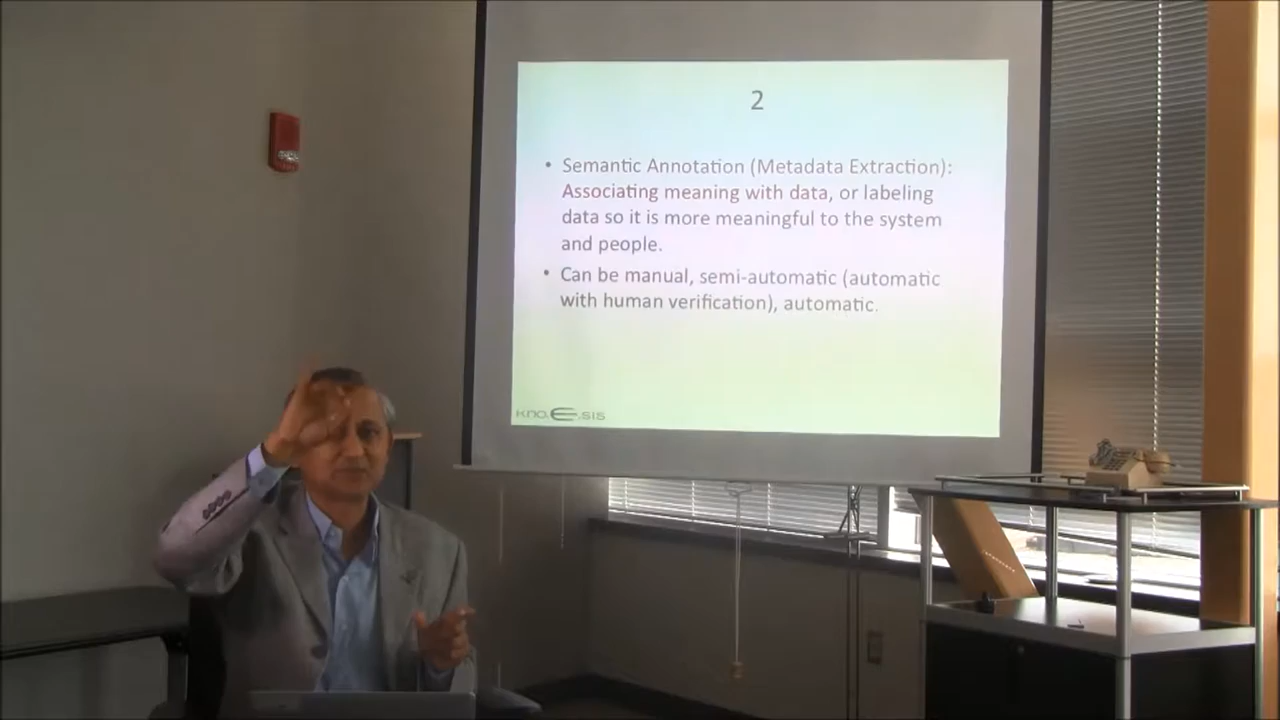 2
• Semantic Annotation (Metadata Extraction):
Associating meaning with data, or labeling
data so it is more meaningful to the system
and people.
• Can be manual, semi-automatic (automatic
with human verification), automatic.
kno.e.sis